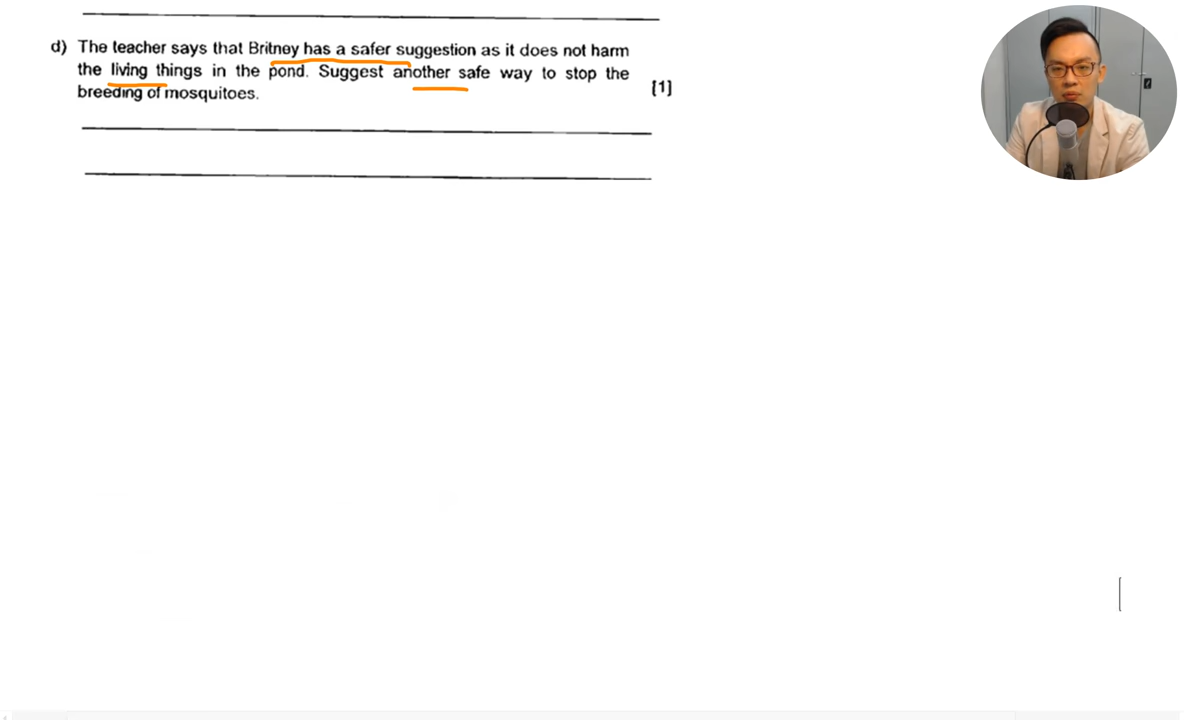 d) The teacher says that Britney has a safer suggestion as it does not harm
the living things in the pond. Suggest another safe way to stop the
breeding of mosquitoes.
[1]